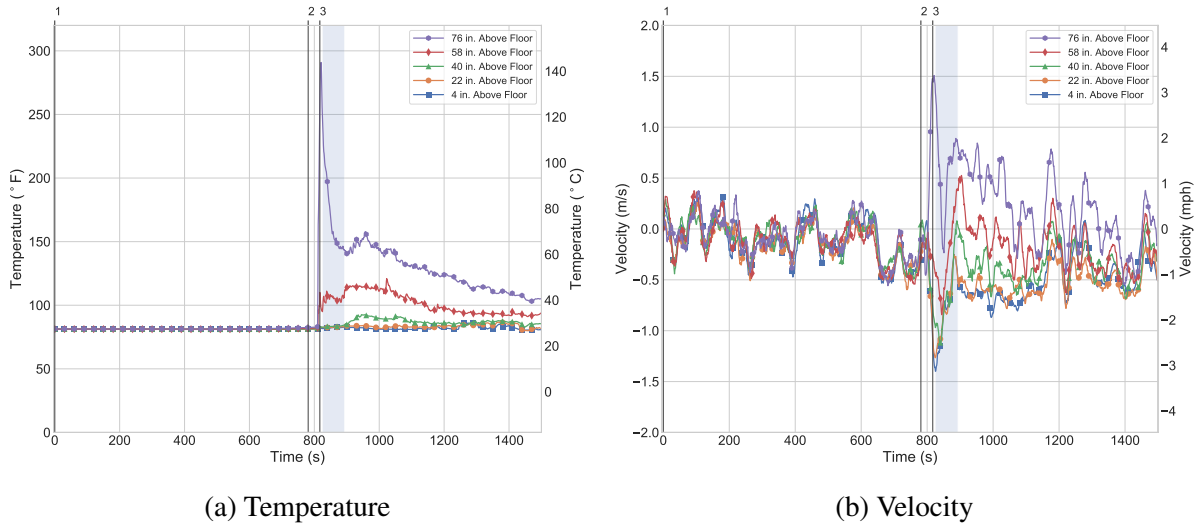 1 2 3
300
250
200
150
100
50
0
140
120
100
80
60
40
20
0
Temperature (°F)
Temperature (°C)
76 in. Above Floor
58 in. Above Floor
40 in. Above Floor
22 in. Above Floor
4 in. Above Floor
0 200 400 600 800 1000 1200 1400
Time (s)
(a) Temperature
1 2 3
2.0
1.5
1.0
0.5
0.0
−0.5
−1.0
−1.5
−2.0
4
3
2
1
0
−1
−2
−3
−4
Velocity (m/s)
Velocity (mph)
76 in. Above Floor
58 in. Above Floor
40 in. Above Floor
22 in. Above Floor
4 in. Above Floor
0 200 400 600 800 1000 1200 1400
Time (s)
(b) Velocity